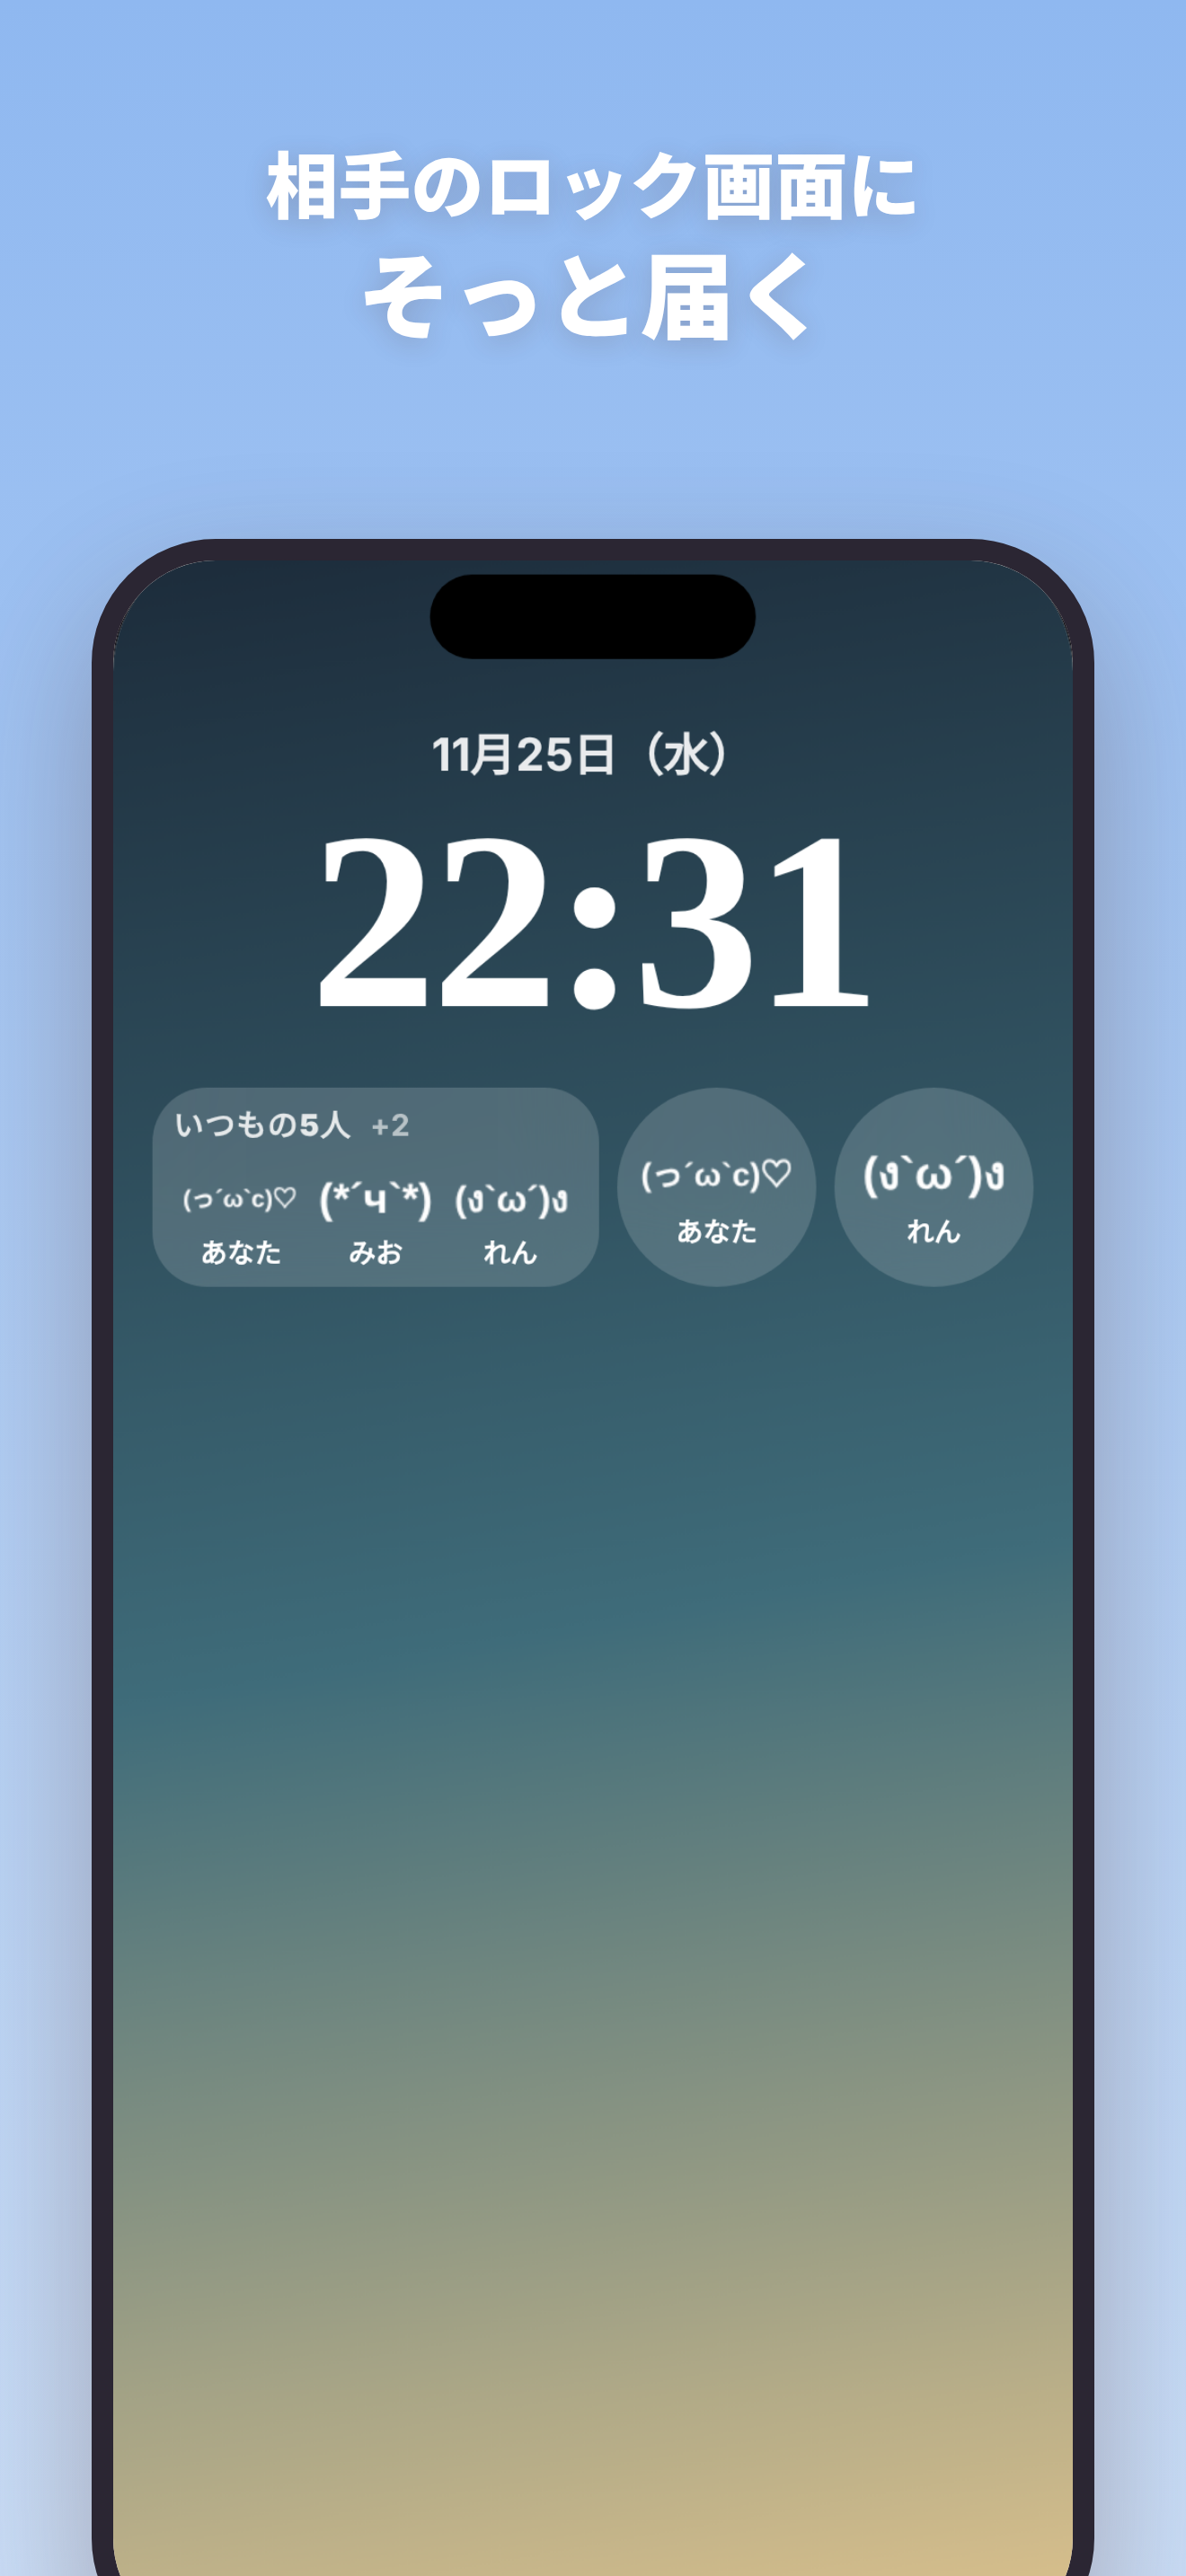 相手のロック画面に
そっと届く
11月25日（水）
22:31
いつもの5人 +2
(っ´ω`c)♡ (*´ч`*) (ง`ω´)ง
あなた みお れん
(っ´ω`c)♡
あなた
(ง`ω´)ง
れん